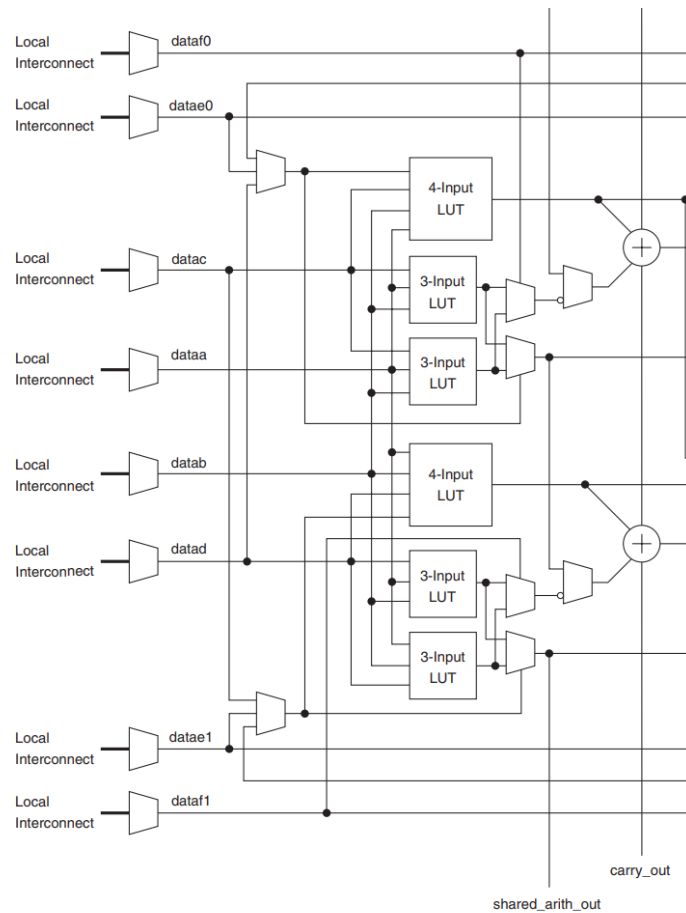 Local
Interconnect
dataf0
Local
Interconnect
datae0
4-Input
LUT
Local
Interconnect
datac
3-Input
LUT
Local
Interconnect
dataa
3-Input
LUT
Local
Interconnect
datab
4-Input
LUT
Local
Interconnect
datad
3-Input
LUT
3-Input
LUT
Local
Interconnect
datae1
Local
Interconnect
dataf1
carry_out
shared_arith_out